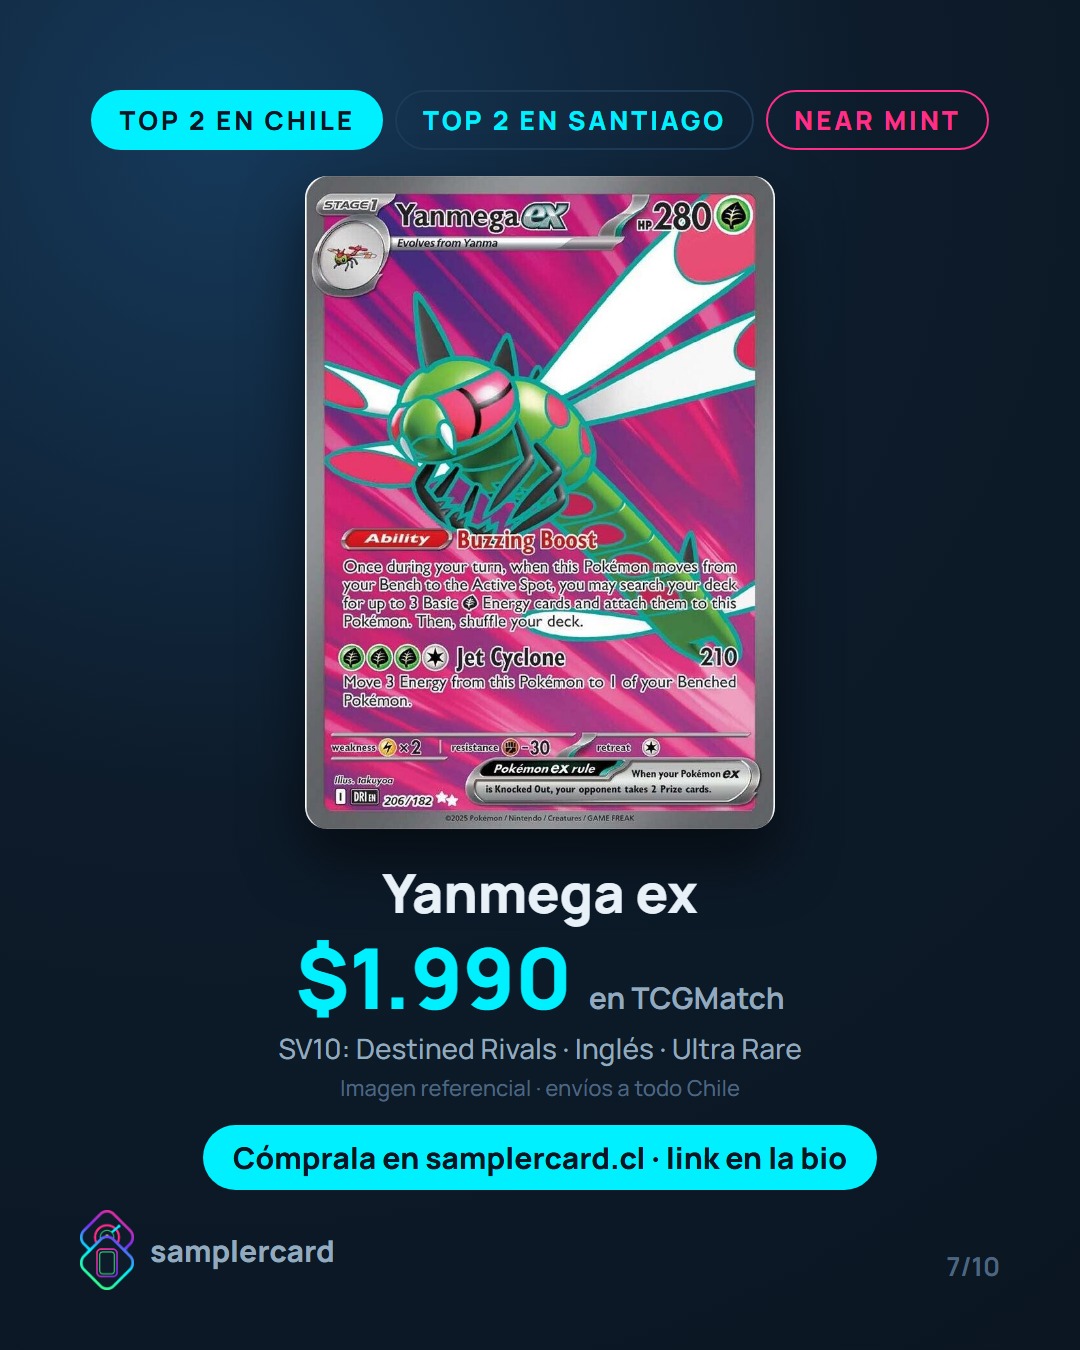 TOP 2 EN CHILE
TOP 2 EN SANTIAGO
NEAR MINT
STAGE 1
Yanmega ex
HP 280
Evolves from Yanma
Ability Buzzing Boost
Once during your turn, when this Pokémon moves from
your Bench to the Active Spot, you may search your deck
for up to 3 Basic Energy cards and attach them to this
Pokémon. Then, shuffle your deck.
Jet Cyclone 210
Move 3 Energy from this Pokémon to 1 of your Benched
Pokémon.
weakness ×2 resistance -30 retreat
Pokémon ex rule When your Pokémon ex
is Knocked Out, your opponent takes 2 Prize cards.
Illus. takuyoa
I DRI EN 206/182
©2025 Pokémon / Nintendo / Creatures / GAME FREAK
Yanmega ex
$1.990 en TCGMatch
SV10: Destined Rivals · Inglés · Ultra Rare
Imagen referencial · envíos a todo Chile
Cómprala en samplercard.cl · link en la bio
samplercard
7/10